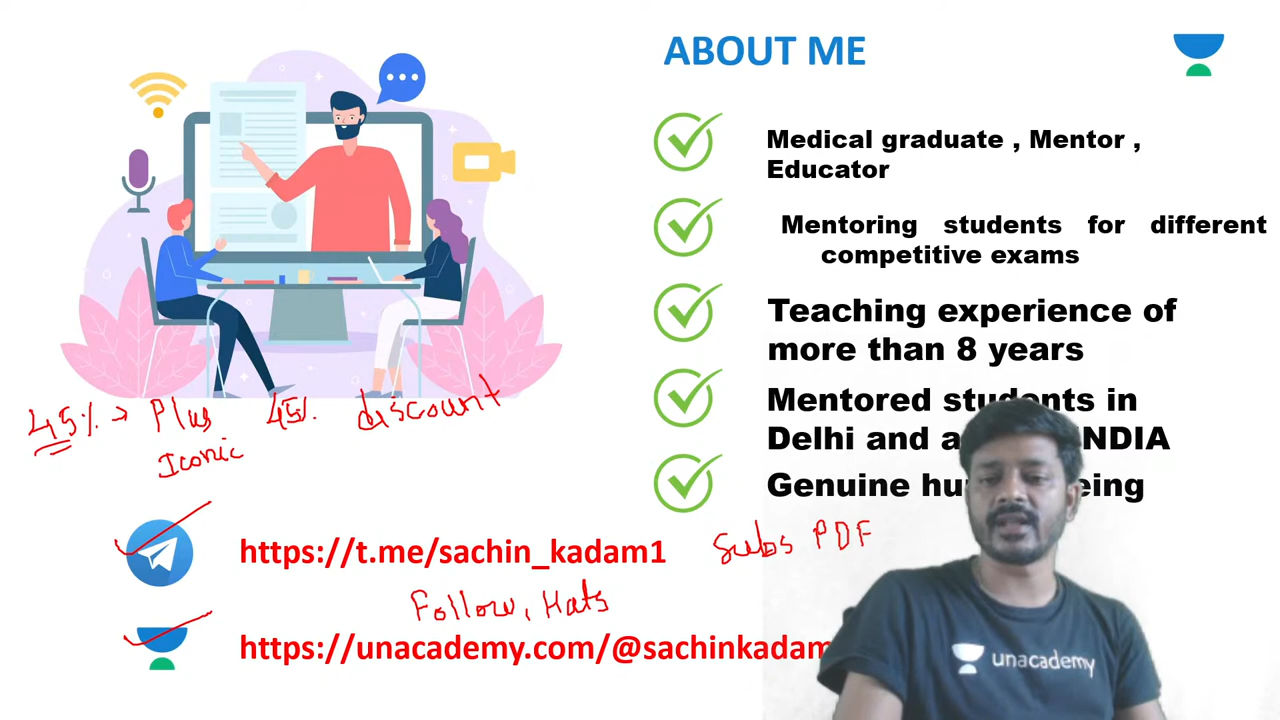 ABOUT ME
Medical graduate , Mentor ,
Educator
Mentoring students for different
competitive exams
Teaching experience of
more than 8 years
Mentored students in
Delhi and INDIA
Genuine being
45% → Plus 45% discount
Iconic
https://t.me/sachin_kadam1
Subs PDF
Follow, Hats
https://unacademy.com/@sachinkadam
unacademy